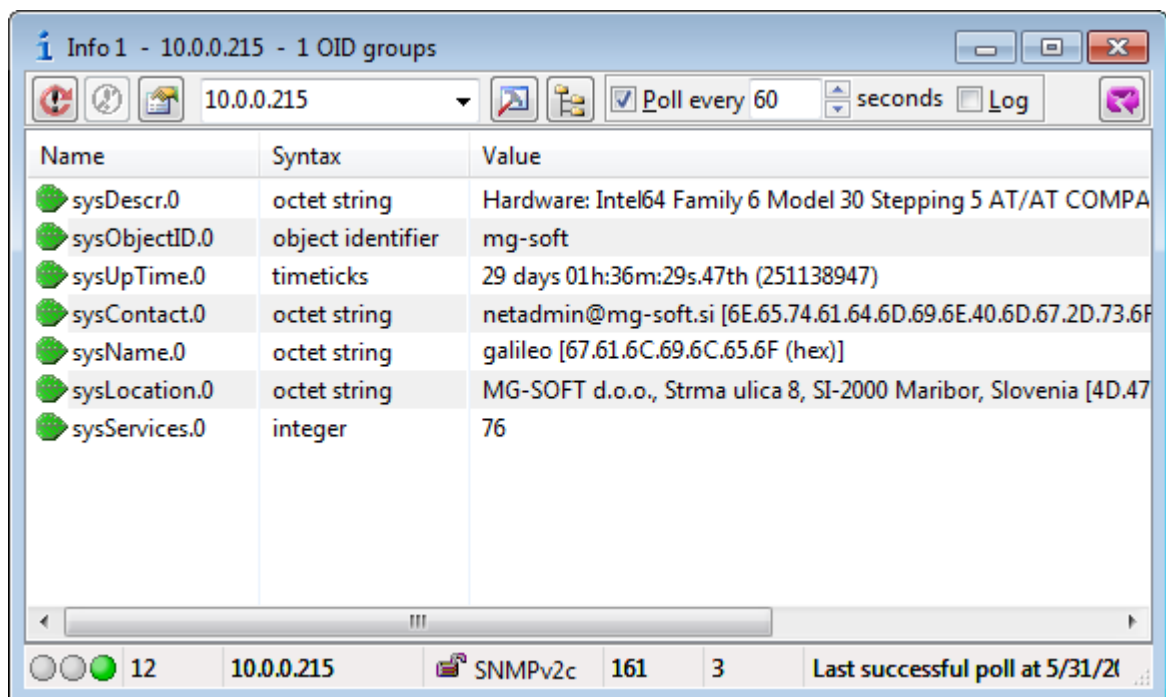 Info 1 - 10.0.0.215 - 1 OID groups
10.0.0.215 Poll every 60 seconds Log
Name Syntax Value
sysDescr.0 octet string Hardware: Intel64 Family 6 Model 30 Stepping 5 AT/AT COMPA
sysObjectID.0 object identifier mg-soft
sysUpTime.0 timeticks 29 days 01h:36m:29s.47th (251138947)
sysContact.0 octet string netadmin@mg-soft.si [6E.65.74.61.64.6D.69.6E.40.6D.67.2D.73.6F
sysName.0 octet string galileo [67.61.6C.69.6C.65.6F (hex)]
sysLocation.0 octet string MG-SOFT d.o.o., Strma ulica 8, SI-2000 Maribor, Slovenia [4D.47
sysServices.0 integer 76
12 10.0.0.215 SNMPv2c 161 3 Last successful poll at 5/31/20